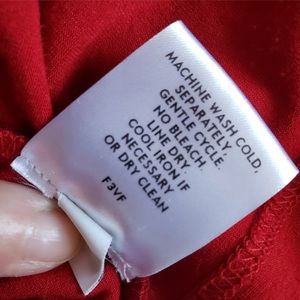 MACHINE WASH COLD,
SEPARATELY,
GENTLE CYCLE.
NO BLEACH.
LINE DRY.
COOL IRON IF
NECESSARY
OR DRY CLEAN
F3VF